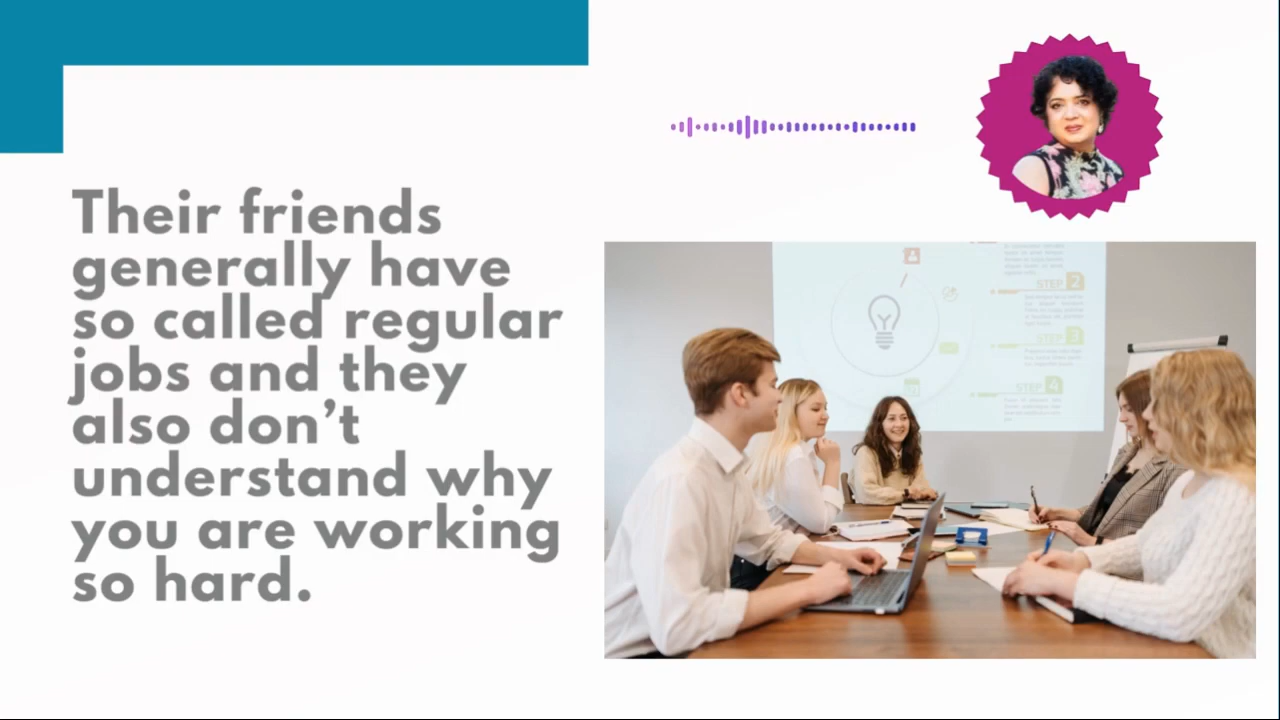 Their friends
generally have
so called regular
jobs and they
also don't
understand why
you are working
so hard.
STEP 2
STEP 3
STEP 4